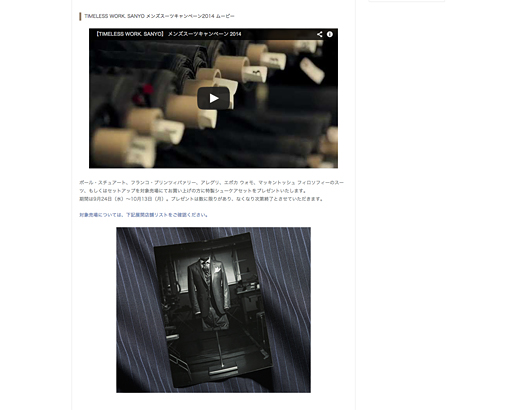 TIMELESS WORK. SANYO メンズスーツキャンペーン2014 ムービー
【TIMELESS WORK. SANYO】 メンズスーツキャンペーン 2014
ポール・スチュアート、フランコ・プリンツィバァリー、アレグリ、エポカ ウォモ、マッキントッシュ フィロソフィーのスー
ツ、もしくはセットアップを対象売場にてお買い上げの方に特製シューケアセットをプレゼントいたします。
期間は9月24日（水）〜10月13日（月）。プレゼントは数に限りがあり、なくなり次第終了とさせていただきます。
対象売場については、下記展開店舗リストをご確認ください。